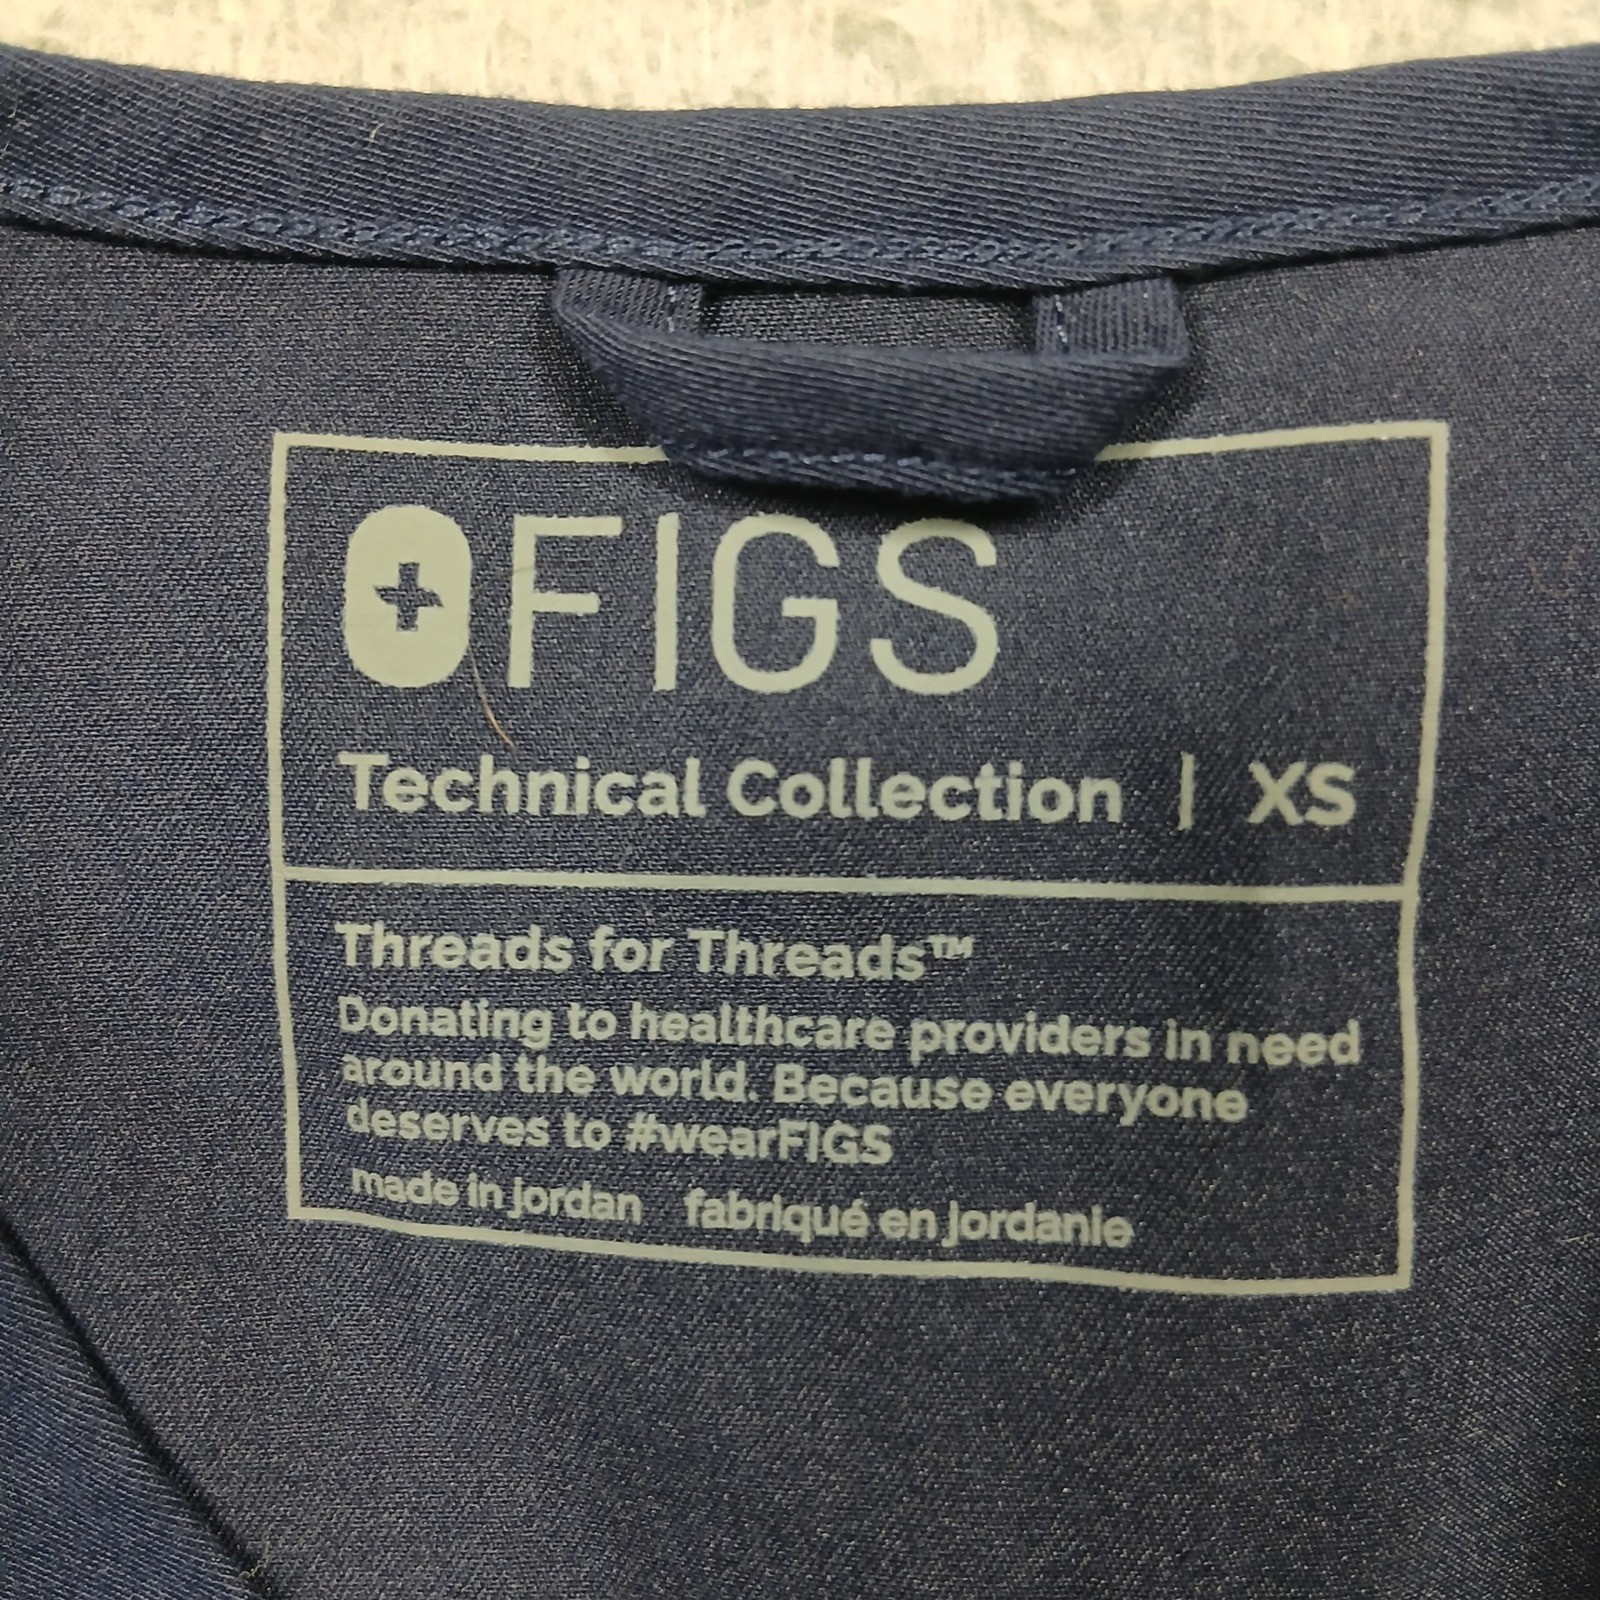 FIGS
Technical Collection | XS
Threads for Threads™
Donating to healthcare providers in need
around the world. Because everyone
deserves to #wearFIGS
made in jordan fabriqué en jordanie